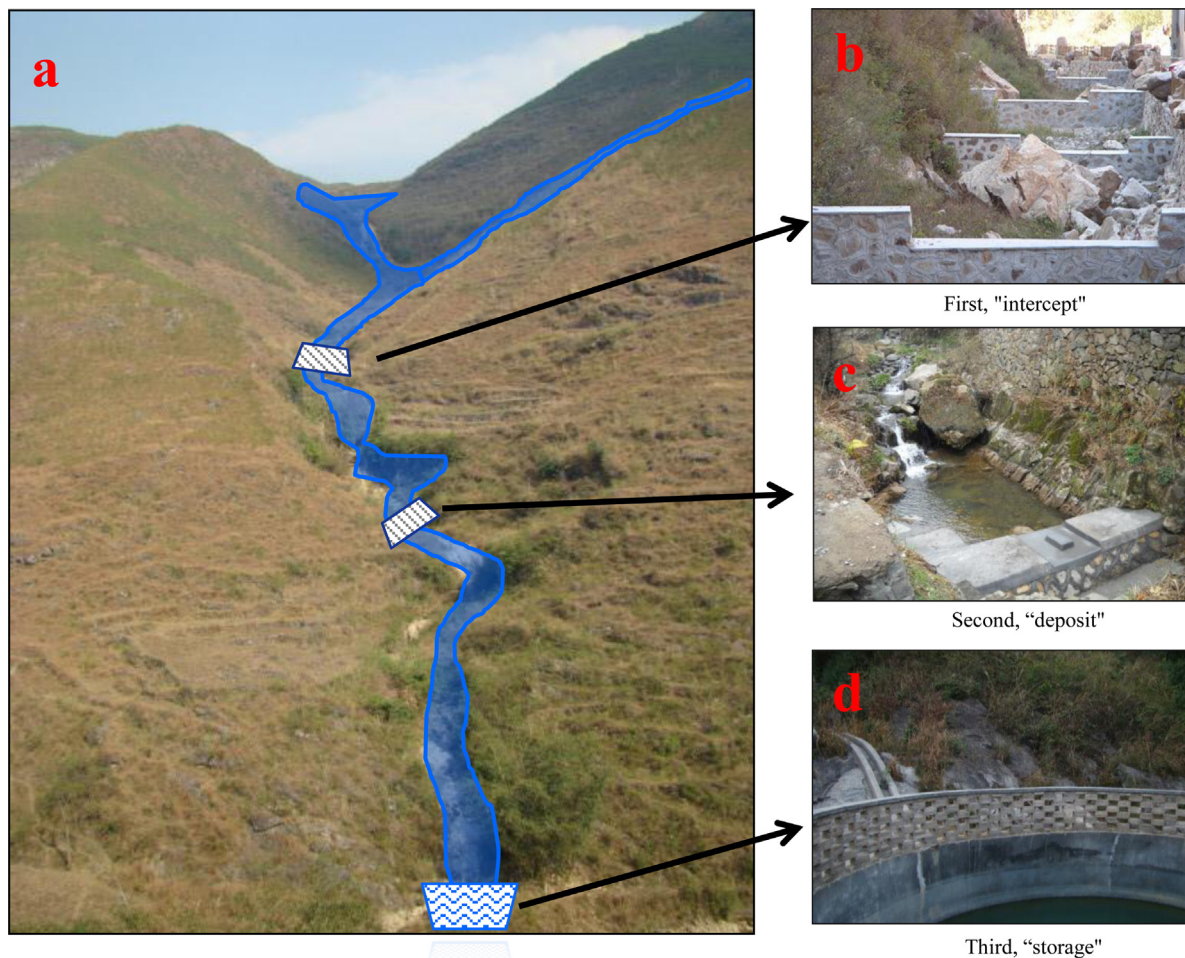 a
b
First, "intercept"
c
Second, “deposit"
d
Third, “storage"